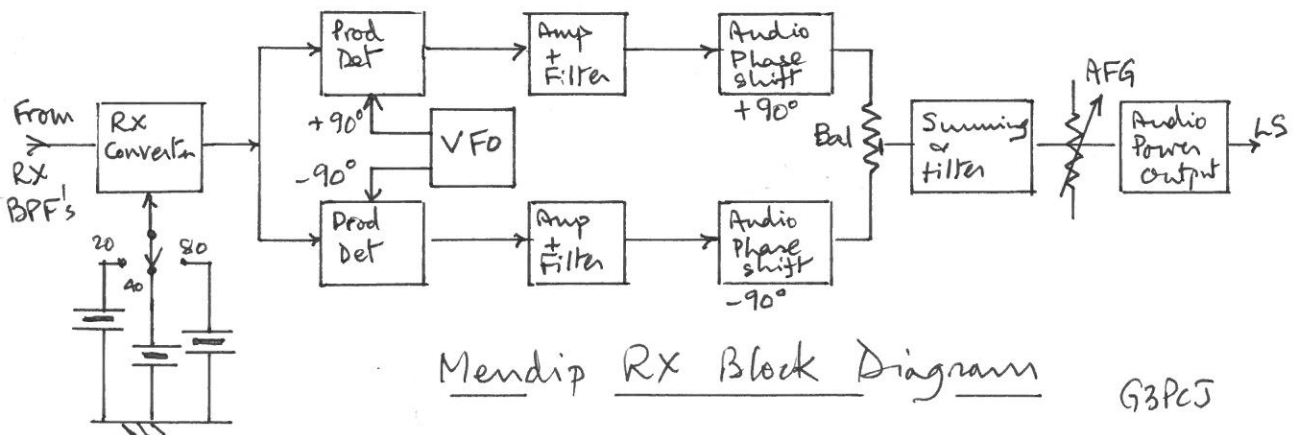 From
RX
BPF's
RX
Converter
20
40
80
Prod
Det
+90°
-90°
VFO
Prod
Det
Amp
+
Filter
Amp
+
Filter
Audio
Phase
shift
+90°
Audio
Phase
shift
-90°
Bal
Summing
&
Filter
AFG
Audio
Power
Output
LS
Mendip RX Block Diagram
G3PCJ